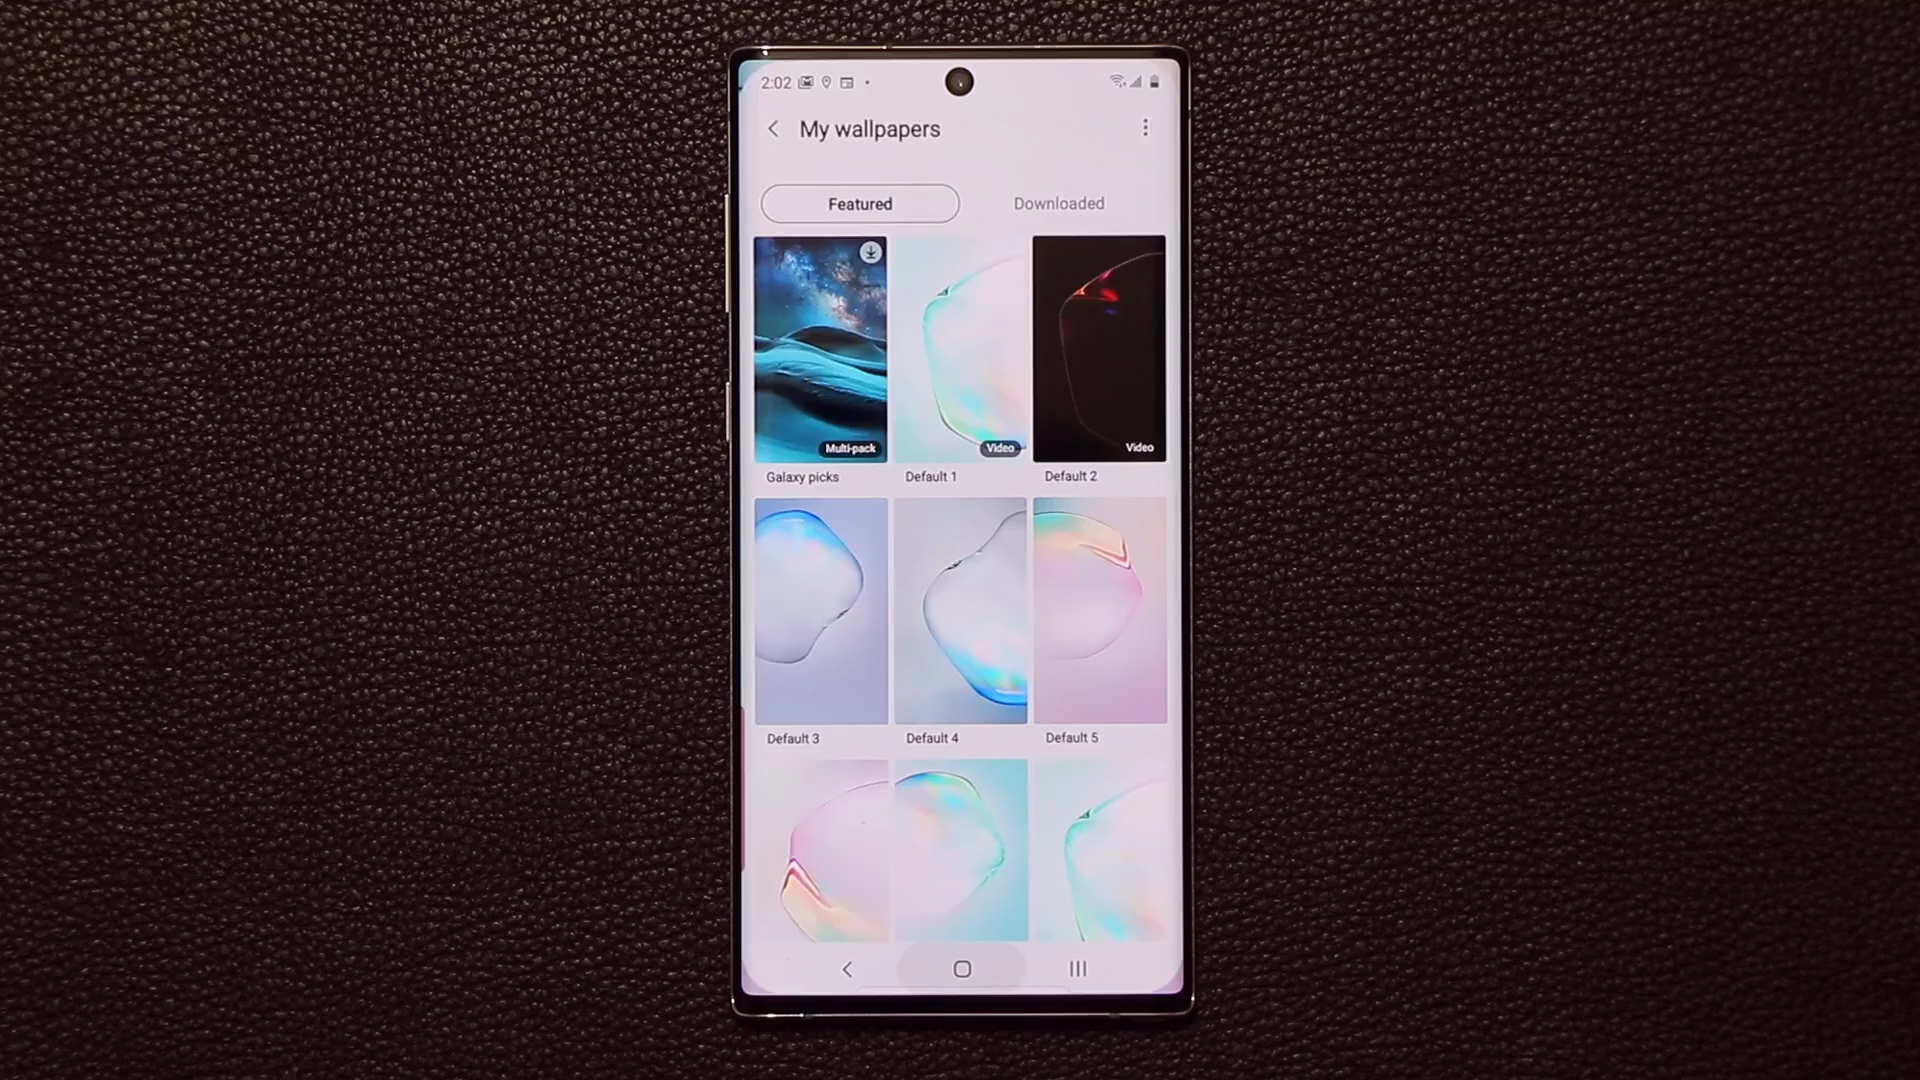 2:02
My wallpapers
Featured
Downloaded
Multi-pack
Video
Video
Galaxy picks
Default 1
Default 2
Default 3
Default 4
Default 5